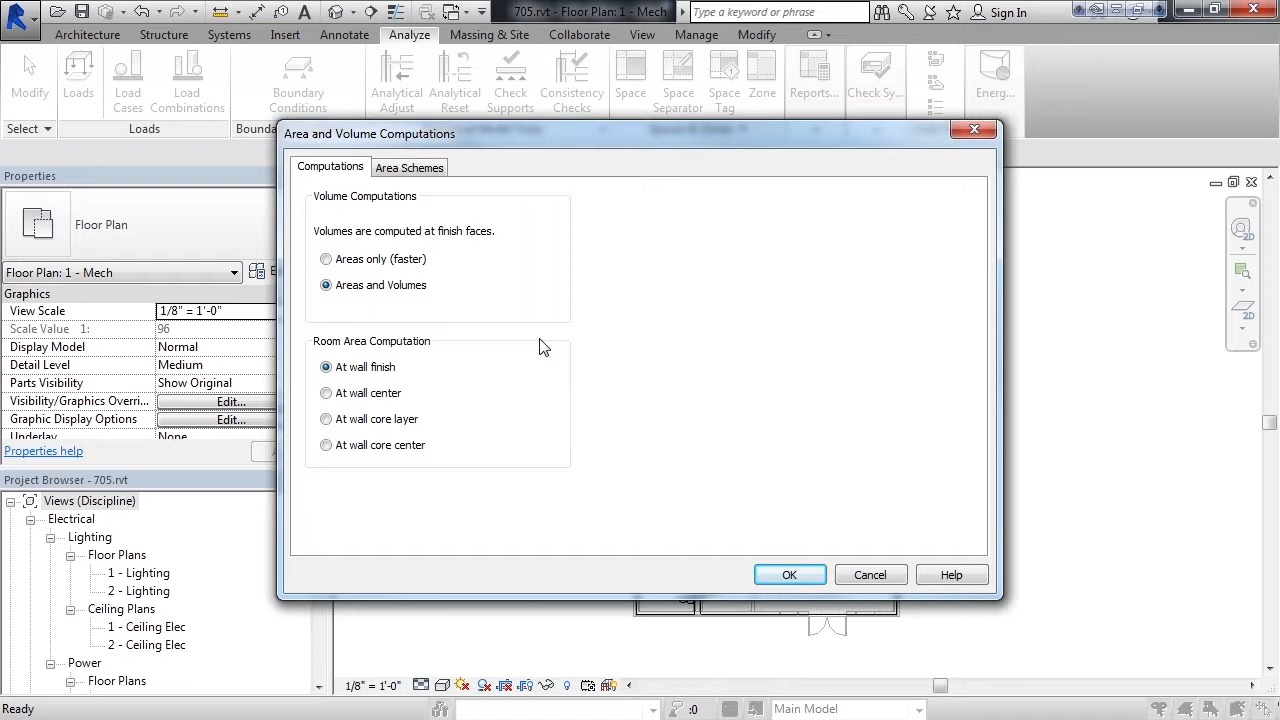 705.rvt - Floor Plan: 1 - Mech
Type a keyword or phrase
Sign In
Architecture Structure Systems Insert Annotate Analyze Massing & Site Collaborate View Manage Modify
Modify
Loads
Load Cases
Load Combinations
Boundary Conditions
Analytical Adjust
Analytical Reset
Check Supports
Consistency Checks
Space
Space Separator
Space Tag
Zone
Reports...
Check Sy...
Energ...
Select
Loads
Area and Volume Computations
Computations
Area Schemes
Volume Computations
Volumes are computed at finish faces.
Areas only (faster)
Areas and Volumes
Room Area Computation
At wall finish
At wall center
At wall core layer
At wall core center
OK
Cancel
Help
Properties
Floor Plan
Floor Plan: 1 - Mech
Graphics
View Scale 1/8" = 1'-0"
Scale Value 1: 96
Display Model Normal
Detail Level Medium
Parts Visibility Show Original
Visibility/Graphics Overri... Edit...
Graphic Display Options Edit...
Underlay None
Properties help
Project Browser - 705.rvt
Views (Discipline)
Electrical
Lighting
Floor Plans
1 - Lighting
2 - Lighting
Ceiling Plans
1 - Ceiling Elec
2 - Ceiling Elec
Power
Floor Plans
2D
1/8" = 1'-0"
Ready
:0
Main Model